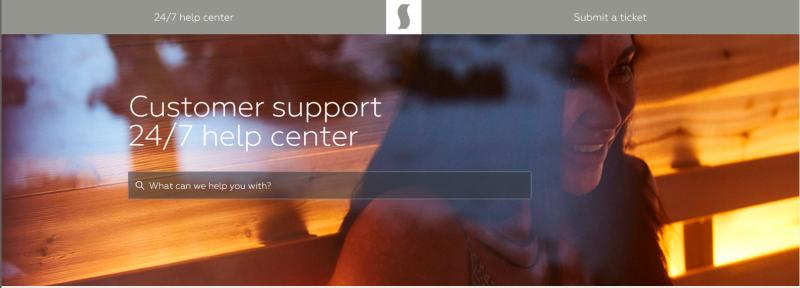 24/7 help center
Submit a ticket
Customer support
24/7 help center
What can we help you with?